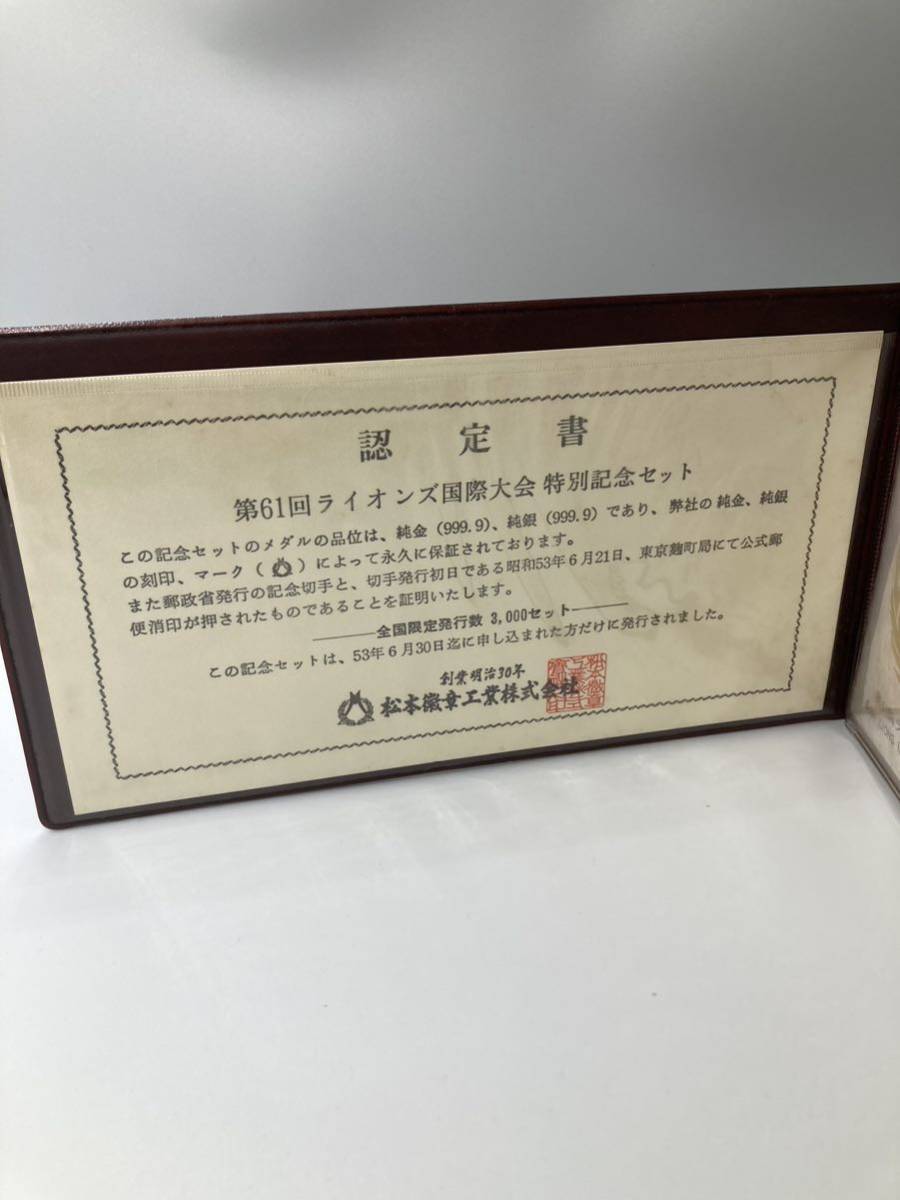 認定書
第61回ライオンズ国際大会 特別記念セット
この記念セットのメダルの品位は、純金（999.9）、純銀（999.9）であり、弊社の純金、純銀
の刻印、マーク（ ）によって永久に保証されております。
また郵政省発行の記念切手と、切手発行初日である昭和53年6月21日、東京麹町局にて公式郵
便消印が押されたものであることを証明いたします。
全国限定発行数 3,000セット
この記念セットは、53年6月30日迄に申し込まれた方だけに発行されました。
創業明治30年
松本徽章工業株式会社